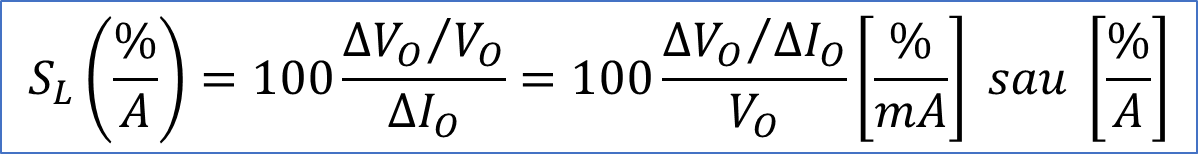 S_L (%/A) = 100 (ΔV_O/V_O)/ΔI_O = 100 (ΔV_O/ΔI_O)/V_O [%/mA] sau [%/A]